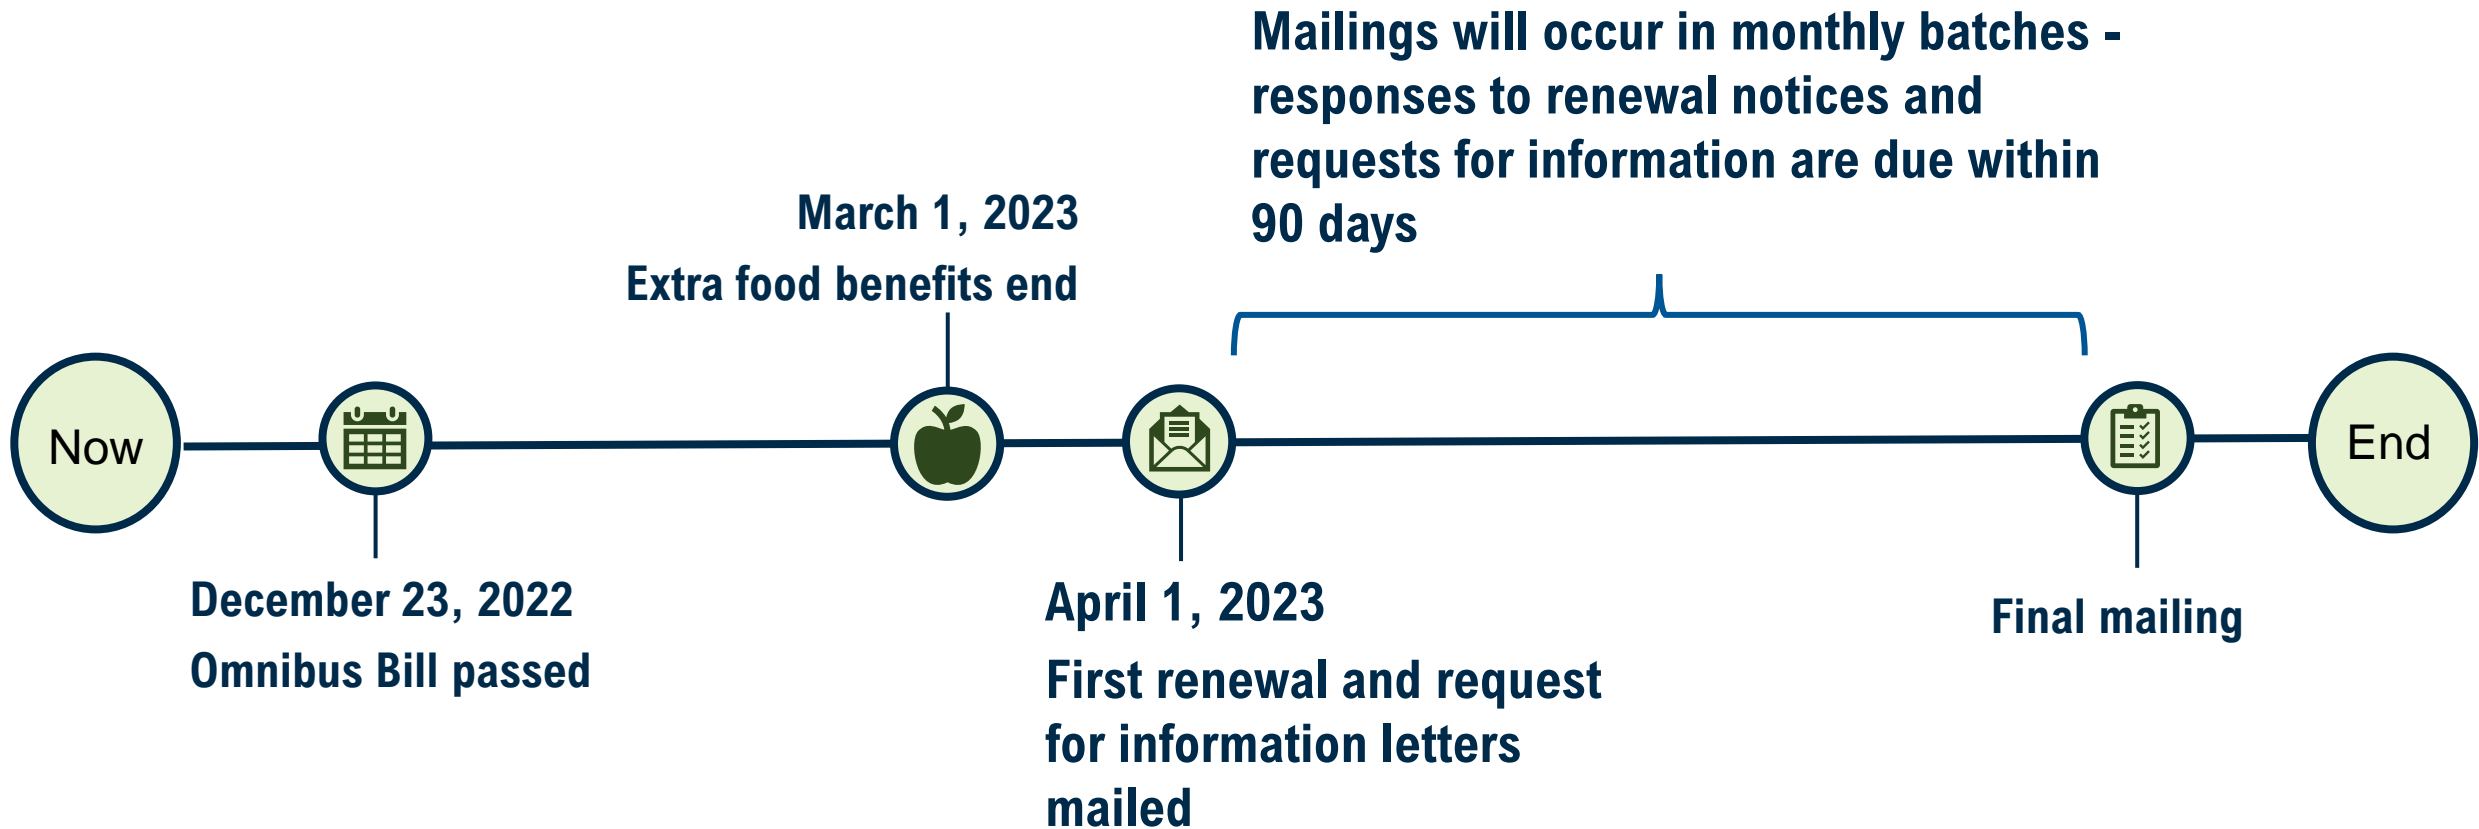 Mailings will occur in monthly batches -
responses to renewal notices and
requests for information are due within
90 days
March 1, 2023
Extra food benefits end
Now
End
December 23, 2022
Omnibus Bill passed
April 1, 2023
First renewal and request
for information letters
mailed
Final mailing